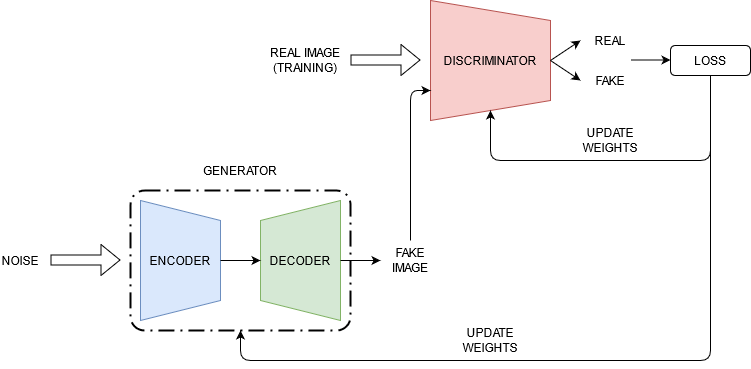 REAL IMAGE
(TRAINING)
DISCRIMINATOR
REAL
FAKE
LOSS
UPDATE
WEIGHTS
GENERATOR
NOISE
ENCODER
DECODER
FAKE
IMAGE
UPDATE
WEIGHTS